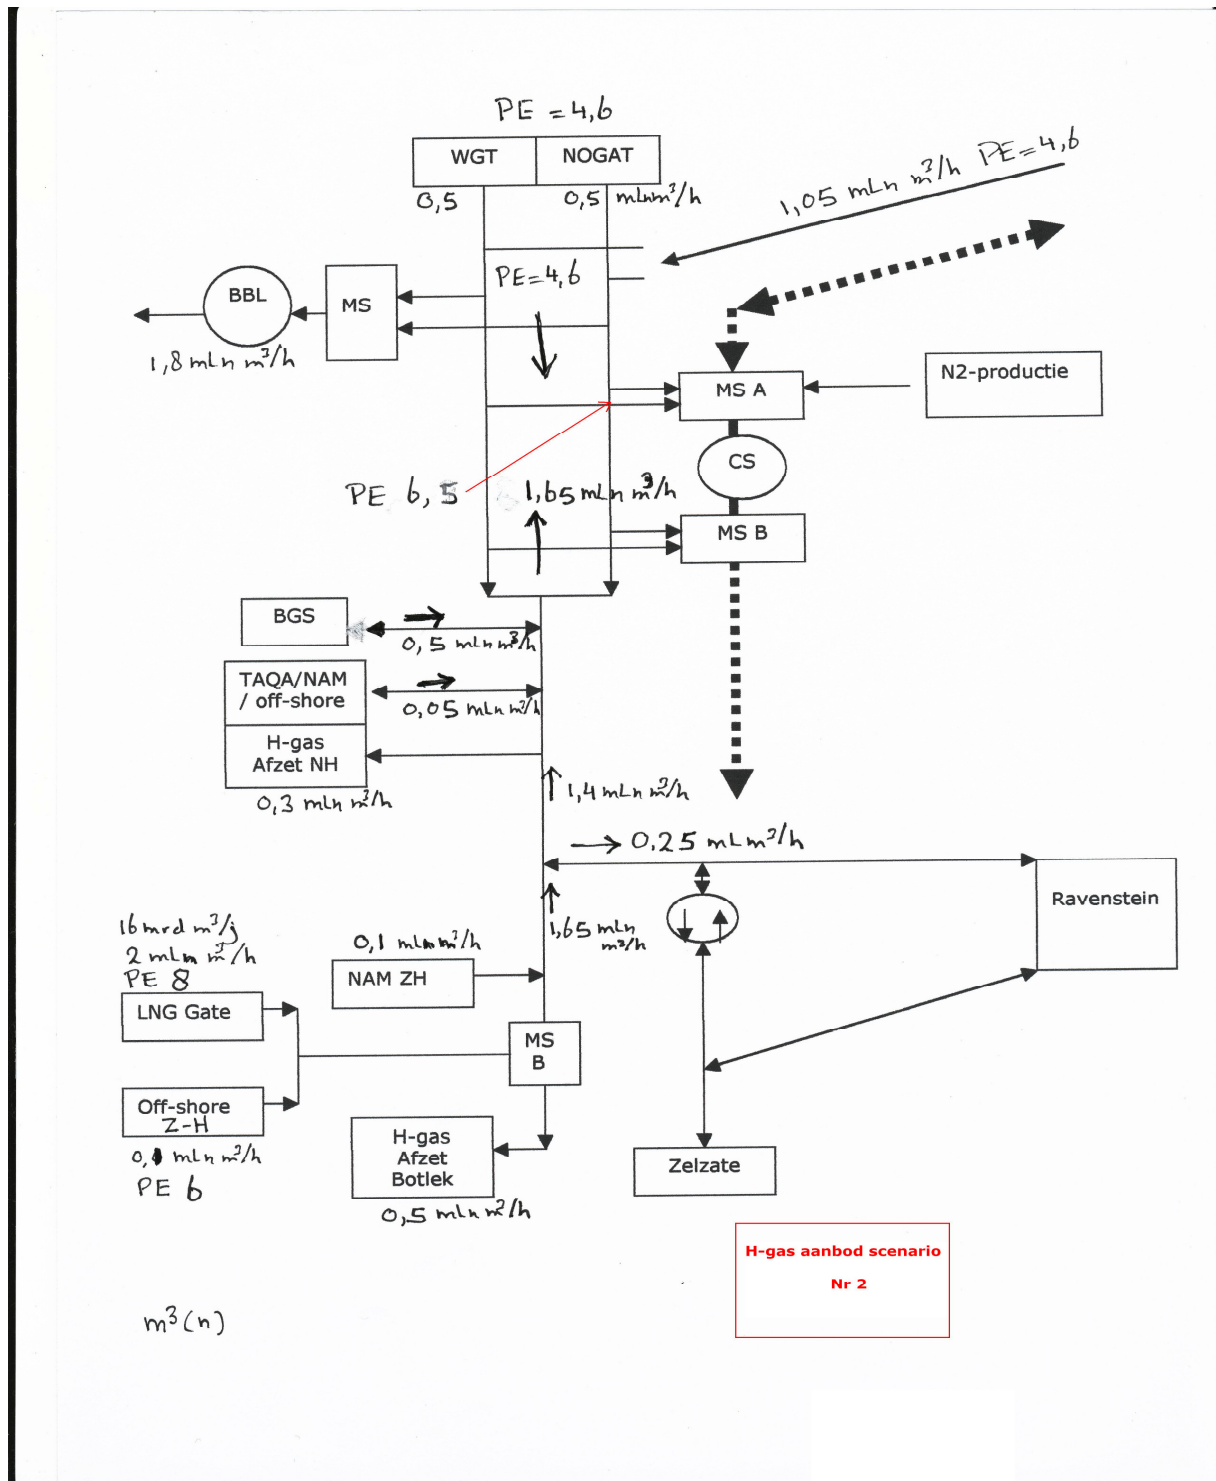 PE = 4,6
WGT
NOGAT
0,5
0,5 mlnm³/h
1,05 mLn m³/h PE=4,6
PE=4,6
BBL
MS
1,8 mLn m³/h
MS A
N2-productie
CS
PE 6,5
1,65 mLn m³/h
MS B
BGS
0,5 mLn m³/h
TAQA/NAM
/ off-shore
0,05 mLn m³/h
H-gas
Afzet NH
0,3 mLn m³/h
1,4 mLn m³/h
0,25 mLm³/h
Ravenstein
16 mrd m³/j
2 mLn m³/h
PE 8
0,1 mLnm³/h
1,65 mLn
m³/h
NAM ZH
LNG Gate
MS
B
Off-shore
Z-H
0,1 mLn m³/h
PE 6
H-gas
Afzet
Botlek
0,5 mLn m³/h
Zelzate
H-gas aanbod scenario
Nr 2
m³(n)